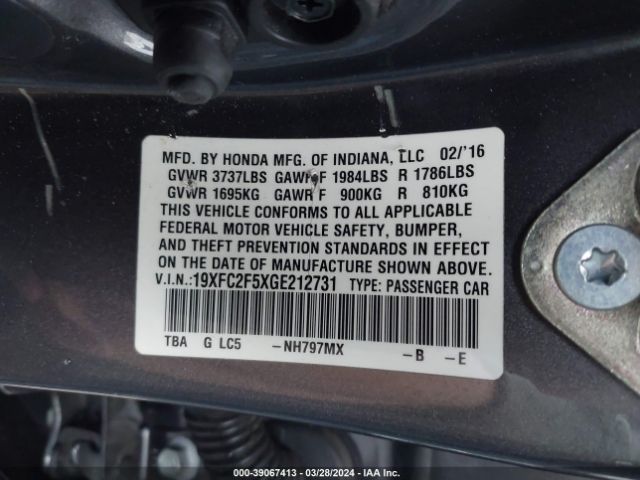 MFD. BY HONDA MFG. OF INDIANA, LLC 02/'16
GVWR 3737LBS GAWR F 1984LBS R 1786LBS
GVWR 1695KG GAWR F 900KG R 810KG
THIS VEHICLE CONFORMS TO ALL APPLICABLE
FEDERAL MOTOR VEHICLE SAFETY, BUMPER,
AND THEFT PREVENTION STANDARDS IN EFFECT
ON THE DATE OF MANUFACTURE SHOWN ABOVE.
V.I.N.:19XFC2F5XGE212731 TYPE: PASSENGER CAR
TBA G LC5 –NH797MX –B –E
000-39067413 - 03/28/2024 - IAA Inc.